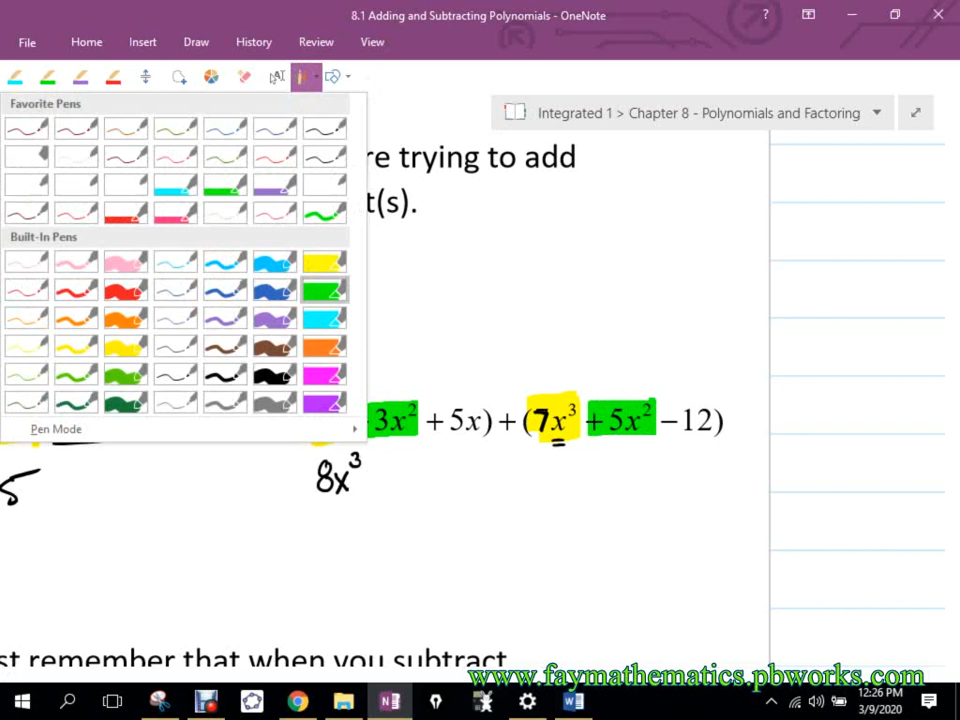 8.1 Adding and Subtracting Polynomials - OneNote
?
File Home Insert Draw History Review View
Favorite Pens
Integrated 1 > Chapter 8 - Polynomials and Factoring
re trying to add
t(s).
Built-In Pens
Pen Mode
3x² + 5x) + (7x³ + 5x² − 12)
5
8x³
st remember that when you subtract
www.faymathematics.pbworks.com
12:26 PM
3/9/2020